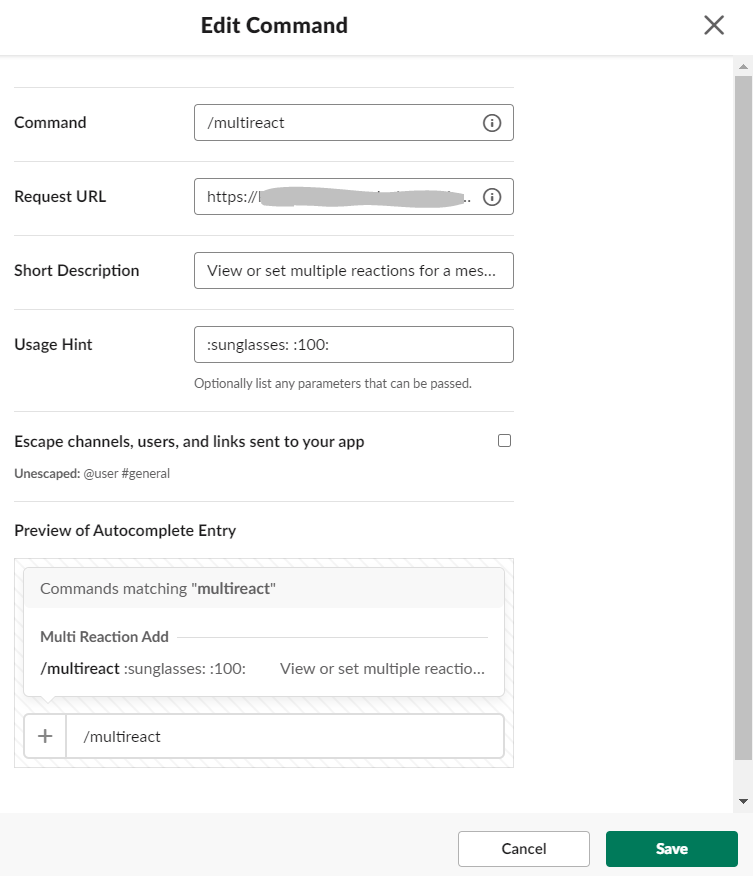 Edit Command
Command
/multireact
Request URL
https://
..
Short Description
View or set multiple reactions for a mes...
Usage Hint
:sunglasses: :100:
Optionally list any parameters that can be passed.
Escape channels, users, and links sent to your app
Unescaped: @user #general
Preview of Autocomplete Entry
Commands matching "multireact"
Multi Reaction Add
/multireact :sunglasses: :100: View or set multiple reactio...
/multireact
Cancel Save